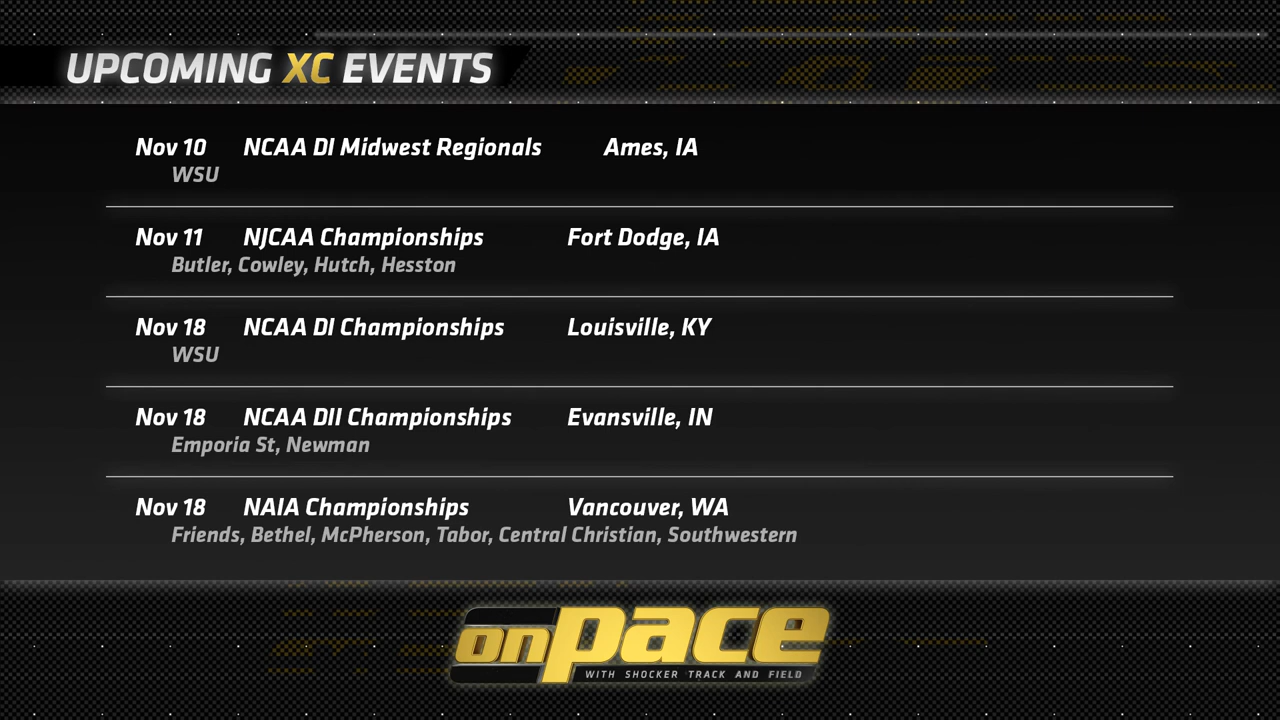 UPCOMING XC EVENTS
Nov 10 NCAA DI Midwest Regionals Ames, IA
WSU
Nov 11 NJCAA Championships Fort Dodge, IA
Butler, Cowley, Hutch, Hesston
Nov 18 NCAA DI Championships Louisville, KY
WSU
Nov 18 NCAA DII Championships Evansville, IN
Emporia St, Newman
Nov 18 NAIA Championships Vancouver, WA
Friends, Bethel, McPherson, Tabor, Central Christian, Southwestern
on pace
WITH SHOCKER TRACK AND FIELD